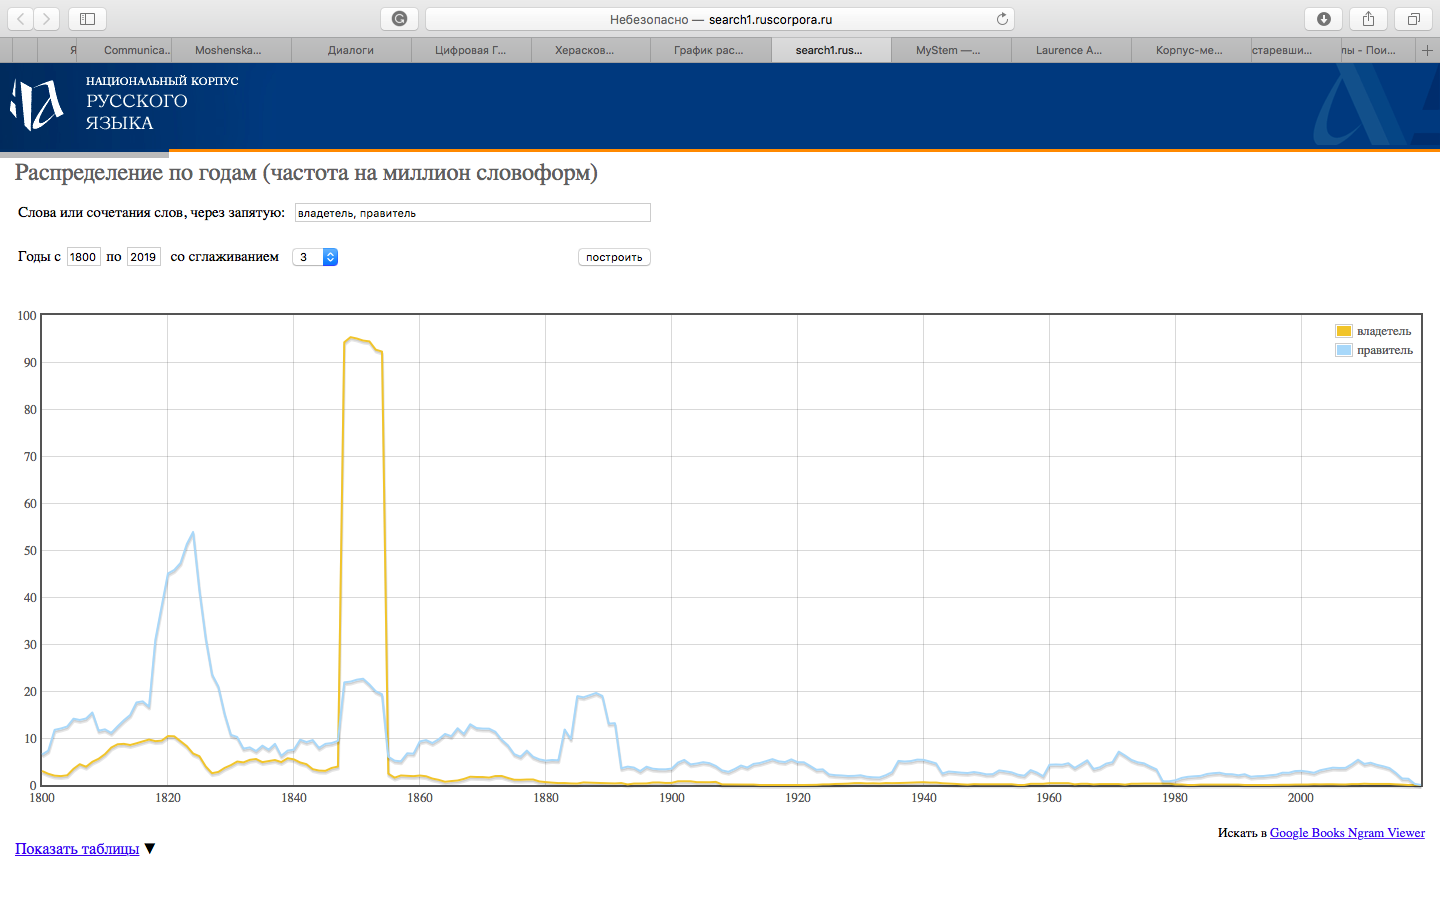 Небезопасно — search1.ruscorpora.ru
Я Communica... Moshenska... Диалоги Цифровая Г... Херасков... График рас... search1.rus... MyStem —... Laurence A... Корпус-ме... старевши... лы - Пои...
НАЦИОНАЛЬНЫЙ КОРПУС
РУССКОГО
ЯЗЫКА
Распределение по годам (частота на миллион словоформ)
Слова или сочетания слов, через запятую: владетель, правитель
Годы с 1800 по 2019 со сглаживанием 3 построить
100
90
80
70
60
50
40
30
20
10
0
владетель
правитель
1800 1820 1840 1860 1880 1900 1920 1940 1960 1980 2000
Искать в Google Books Ngram Viewer
Показать таблицы ▼